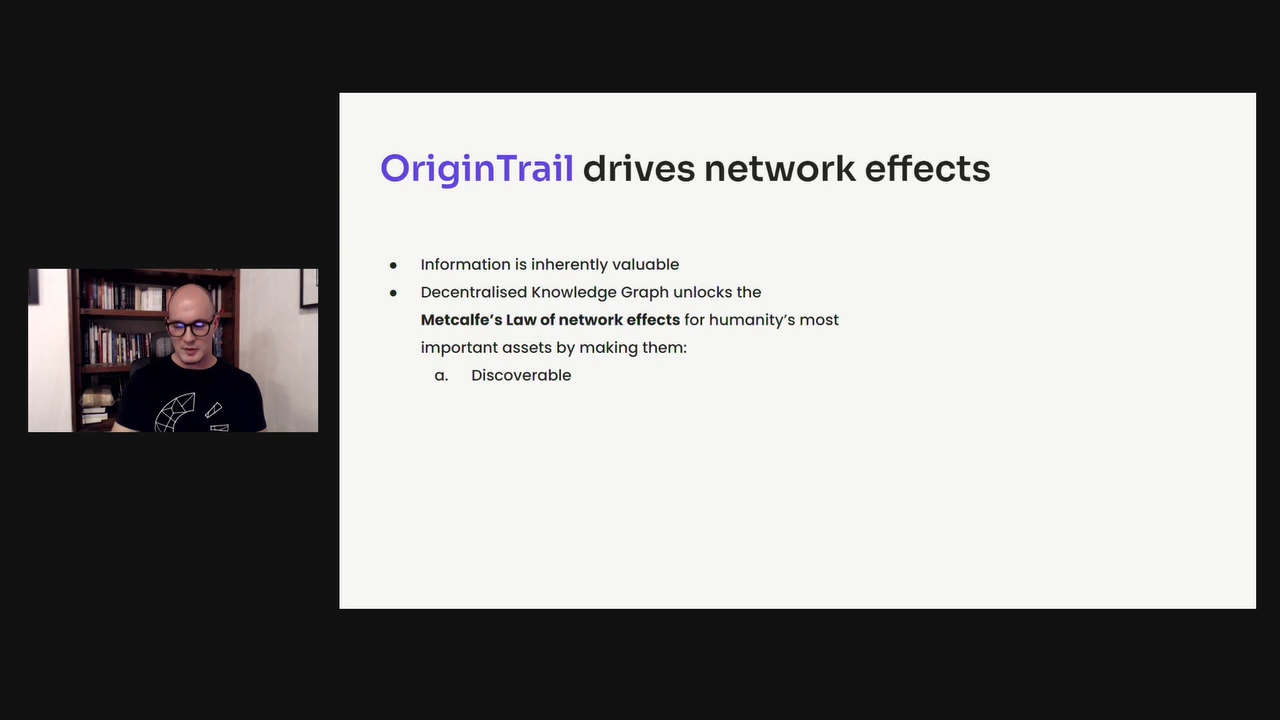 OriginTrail drives network effects
● Information is inherently valuable
● Decentralised Knowledge Graph unlocks the
Metcalfe’s Law of network effects for humanity’s most
important assets by making them:
a. Discoverable